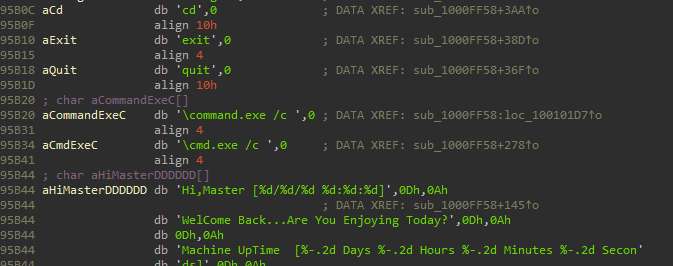 95B0C aCd db 'cd',0 ; DATA XREF: sub_1000FF58+3AA↑o
align 10h
95B10 aExit db 'exit',0 ; DATA XREF: sub_1000FF58+38D↑o
95B15 align 4
95B18 aQuit db 'quit',0 ; DATA XREF: sub_1000FF58+36F↑o
95B1D align 10h
95B20 ; char aCommandExeC[]
95B20 aCommandExeC db '\command.exe /c ',0 ; DATA XREF: sub_1000FF58:loc_100101D7↑o
95B31 align 4
95B34 aCmdExeC db '\cmd.exe /c ',0 ; DATA XREF: sub_1000FF58+278↑o
95B41 align 4
95B44 ; char aHiMasterDDDDDD[]
95B44 aHiMasterDDDDDD db 'Hi,Master [%d/%d/%d %d:%d:%d]',0Dh,0Ah
95B44 ; DATA XREF: sub_1000FF58+145↑o
95B44 db 'WelCome Back...Are You Enjoying Today?',0Dh,0Ah
95B44 db 0Dh,0Ah
95B44 db 'Machine UpTime  [%-.2d Days %-.2d Hours %-.2d Minutes %-.2d Secon'
95B44 db 'ds]',0Dh,0Ah